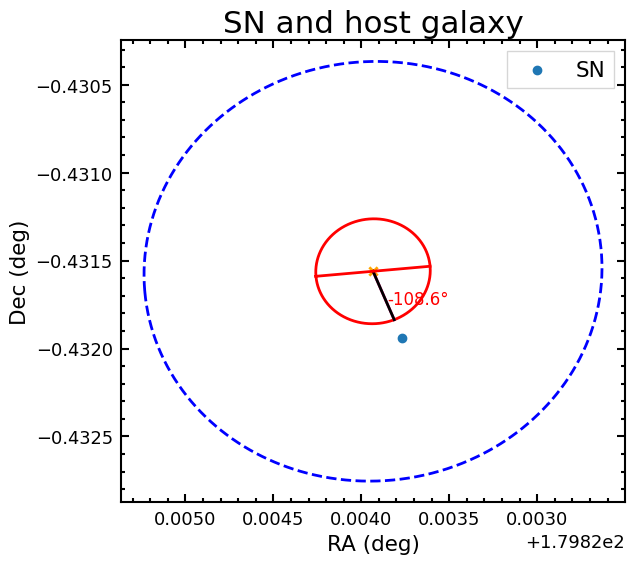 SN and host galaxy
SN
−0.4305
−0.4310
−0.4315
−0.4320
−0.4325
Dec (deg)
-108.6°
0.0050 0.0045 0.0040 0.0035 0.0030
RA (deg)
+1.7982e2